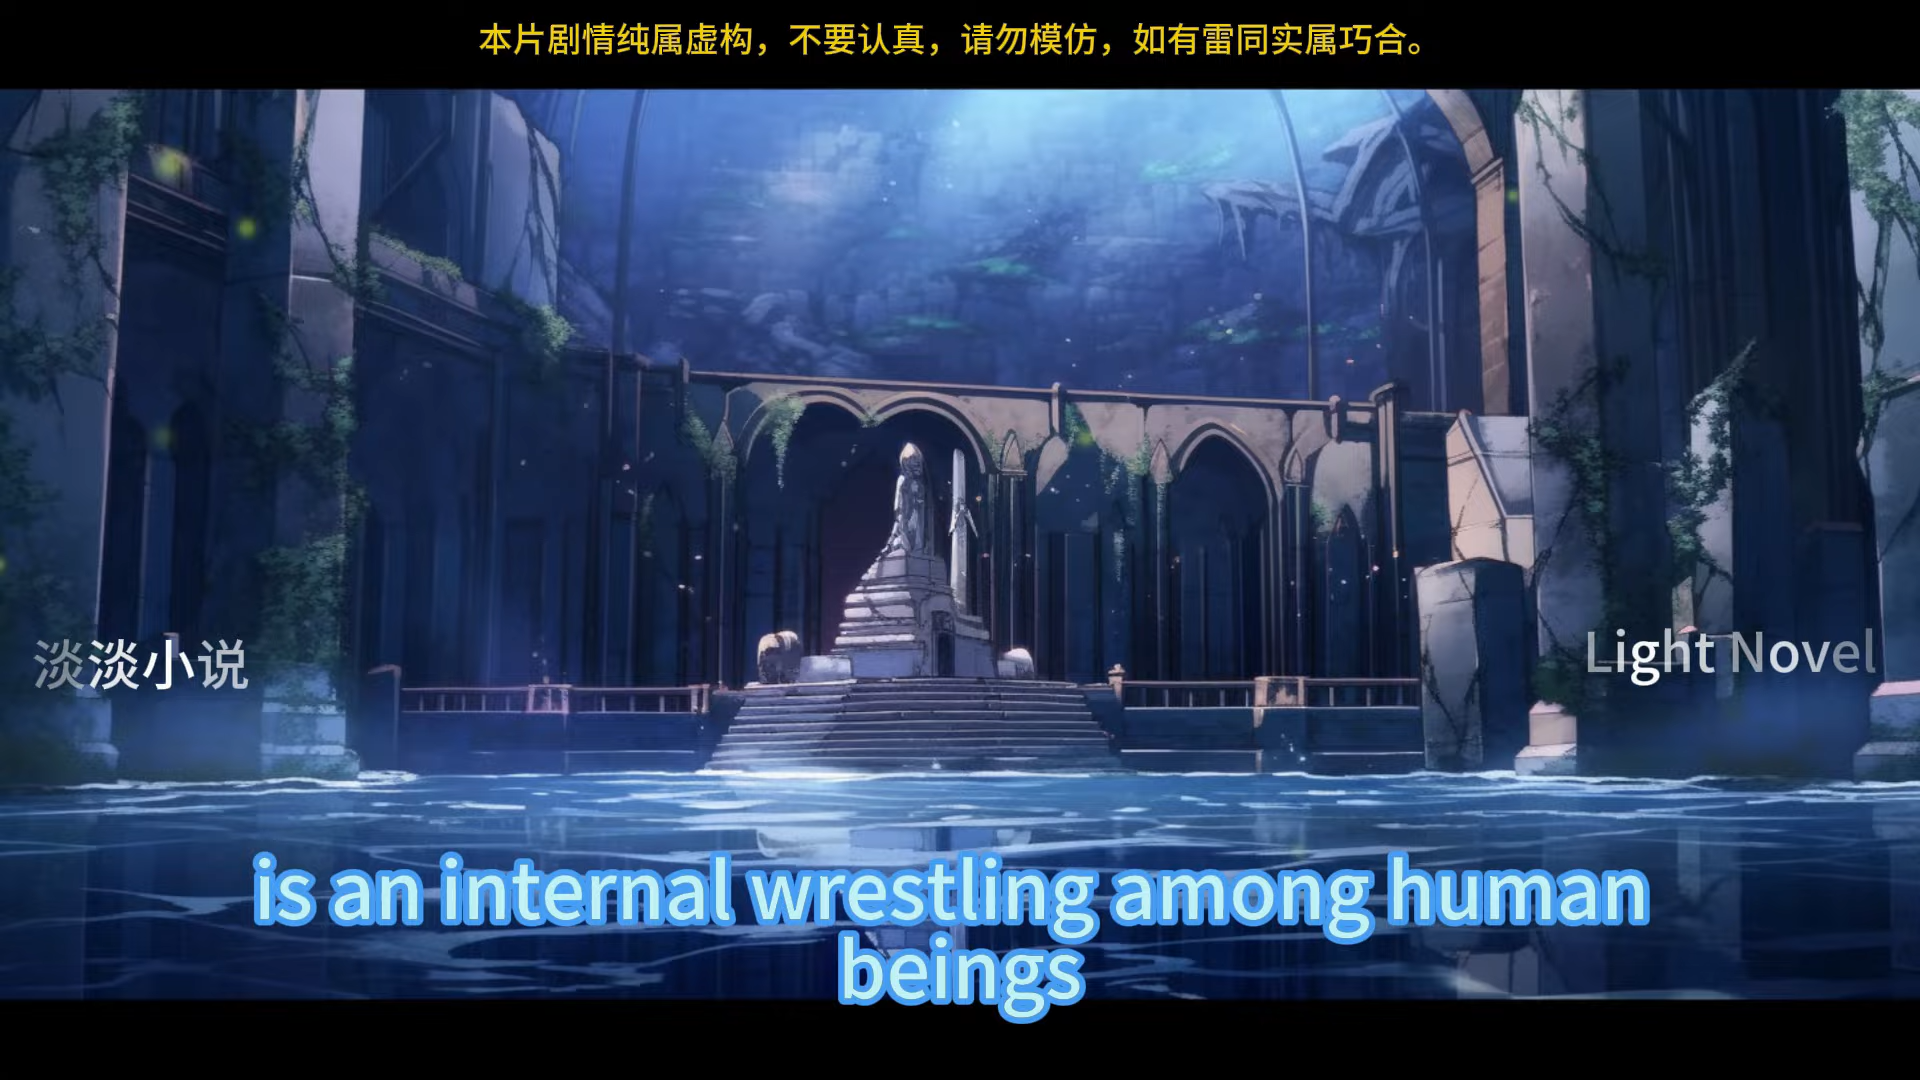 本片剧情纯属虚构，不要认真，请勿模仿，如有雷同实属巧合。
淡淡小说
Light Novel
is an internal wrestling among human
beings